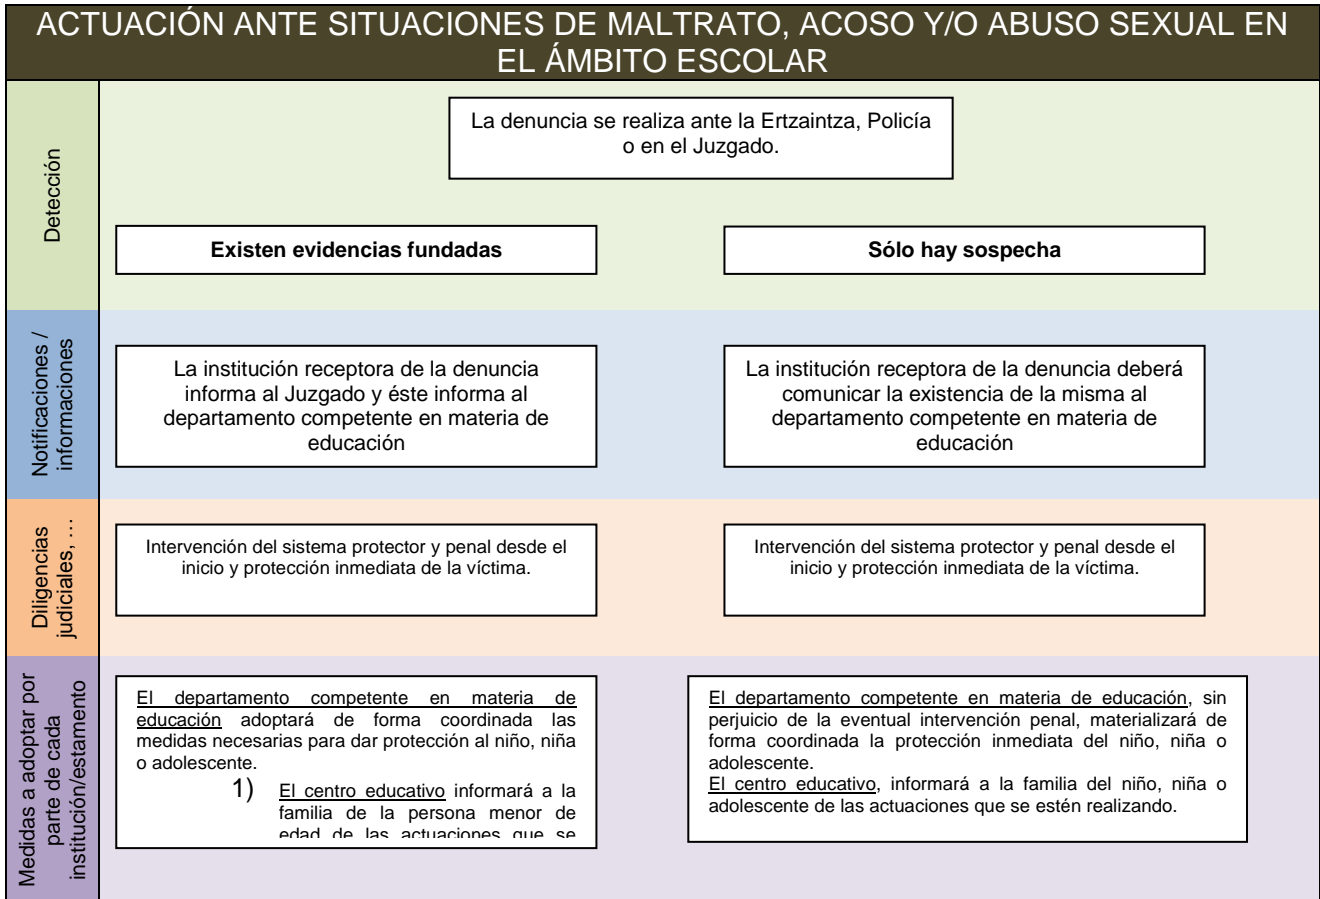 ACTUACIÓN ANTE SITUACIONES DE MALTRATO, ACOSO Y/O ABUSO SEXUAL EN
EL ÁMBITO ESCOLAR
Detección
La denuncia se realiza ante la Ertzaintza, Policía
o en el Juzgado.
Existen evidencias fundadas
Sólo hay sospecha
Notificaciones /
informaciones
La institución receptora de la denuncia
informa al Juzgado y éste informa al
departamento competente en materia de
educación
La institución receptora de la denuncia deberá
comunicar la existencia de la misma al
departamento competente en materia de
educación
Diligencias
judiciales, …
Intervención del sistema protector y penal desde el
inicio y protección inmediata de la víctima.
Intervención del sistema protector y penal desde el
inicio y protección inmediata de la víctima.
Medidas a adoptar por
parte de cada
institución/estamento
El departamento competente en materia de
educación adoptará de forma coordinada las
medidas necesarias para dar protección al niño, niña
o adolescente.
1) El centro educativo informará a la
familia de la persona menor de
edad de las actuaciones que se
El departamento competente en materia de educación, sin
perjuicio de la eventual intervención penal, materializará de
forma coordinada la protección inmediata del niño, niña o
adolescente.
El centro educativo, informará a la familia del niño, niña o
adolescente de las actuaciones que se estén realizando.